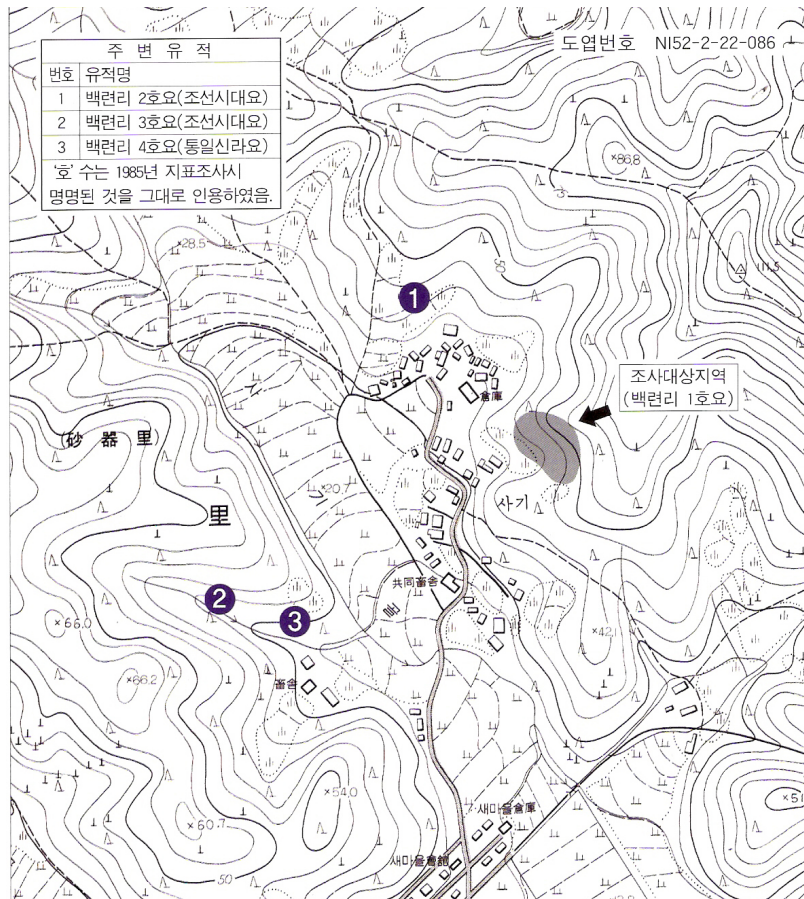 주 변 유 적
번호 유적명
1 백련리 2호요(조선시대요)
2 백련리 3호요(조선시대요)
3 백련리 4호요(통일신라요)
'호' 수는 1985년 지표조사시
명명된 것을 그대로 인용하였음.
도엽번호 NI52-2-22-086
×86.8
×28.5
50
111.5
1
조사대상지역
(백련리 1호요)
倉庫
(砂器里)
×20.7
사기
里
기
2
3
共同畜舍
×66.0
×66.2
42.1
畜舍
×54.0
×60.7
50
새마을倉庫
새마을會館
×51